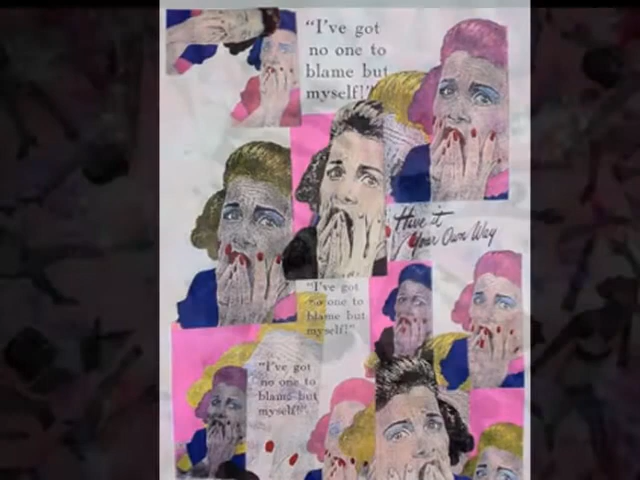 "I've got
no one to
blame but
myself!"
Have it
Your Own Way
"I've got
no one to
blame but
myself!"
"I've got
no one to
blame but
myself!"